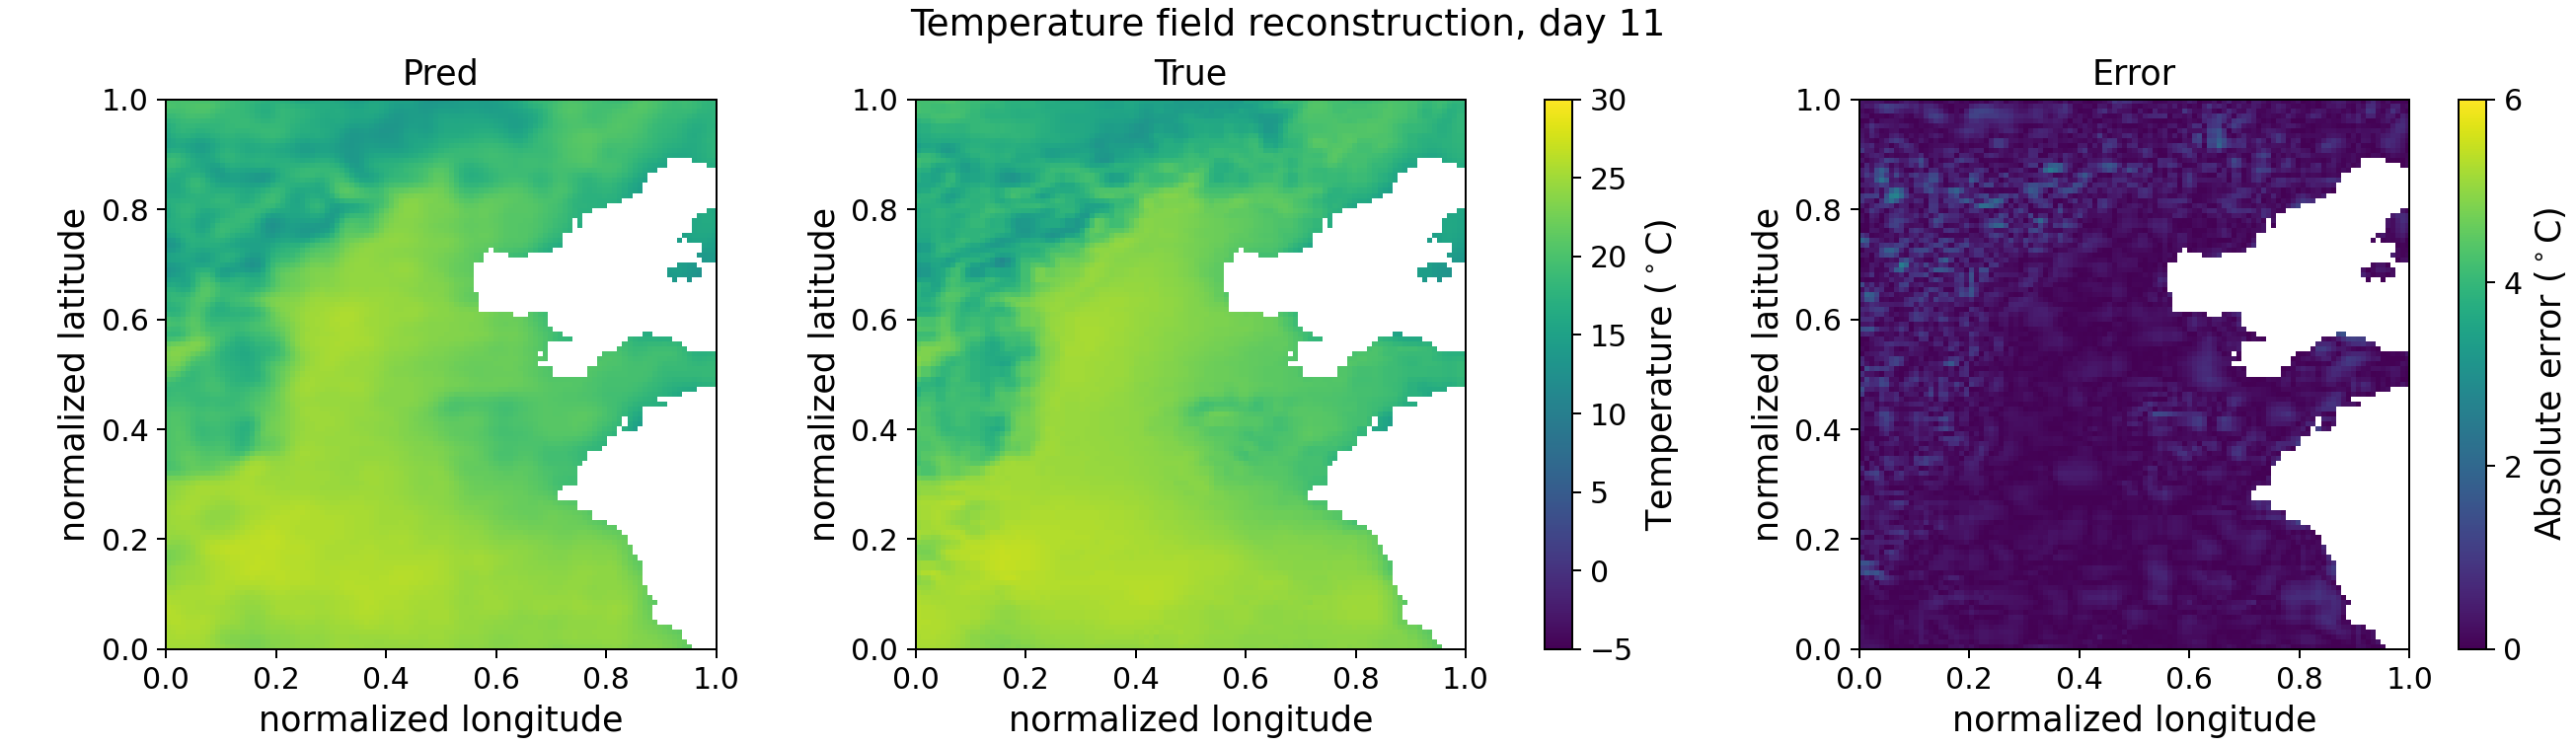 Temperature field reconstruction, day 11
Pred
1.0
0.8
0.6
0.4
0.2
0.0
normalized latitude
0.0 0.2 0.4 0.6 0.8 1.0
normalized longitude
True
1.0
0.8
0.6
0.4
0.2
0.0
normalized latitude
0.0 0.2 0.4 0.6 0.8 1.0
normalized longitude
30
25
20
15
10
5
0
−5
Temperature (°C)
Error
1.0
0.8
0.6
0.4
0.2
0.0
normalized latitude
0.0 0.2 0.4 0.6 0.8 1.0
normalized longitude
6
4
2
0
Absolute error (°C)